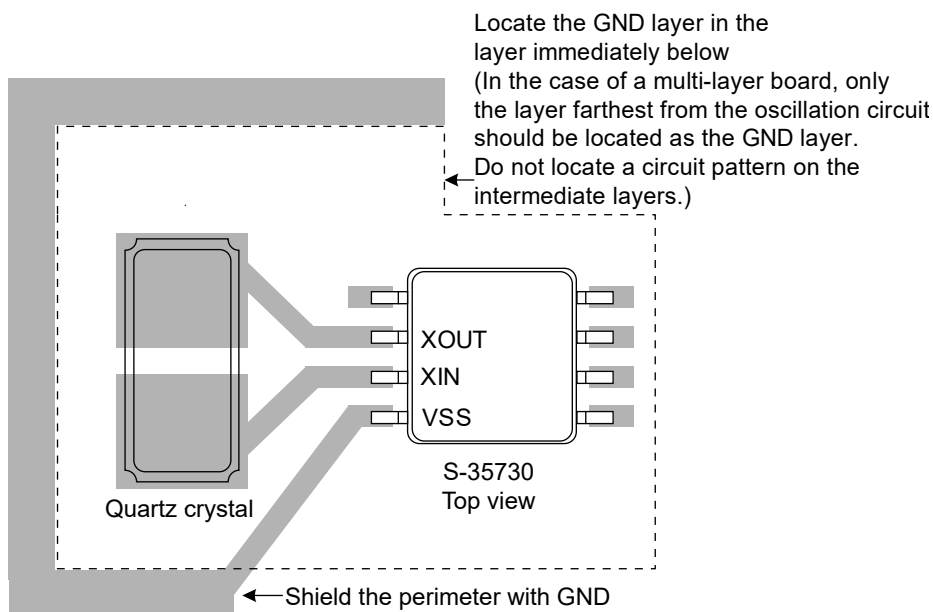 Locate the GND layer in the
layer immediately below
(In the case of a multi-layer board, only
the layer farthest from the oscillation circuit
should be located as the GND layer.
Do not locate a circuit pattern on the
intermediate layers.)
XOUT
XIN
VSS
S-35730
Top view
Quartz crystal
Shield the perimeter with GND